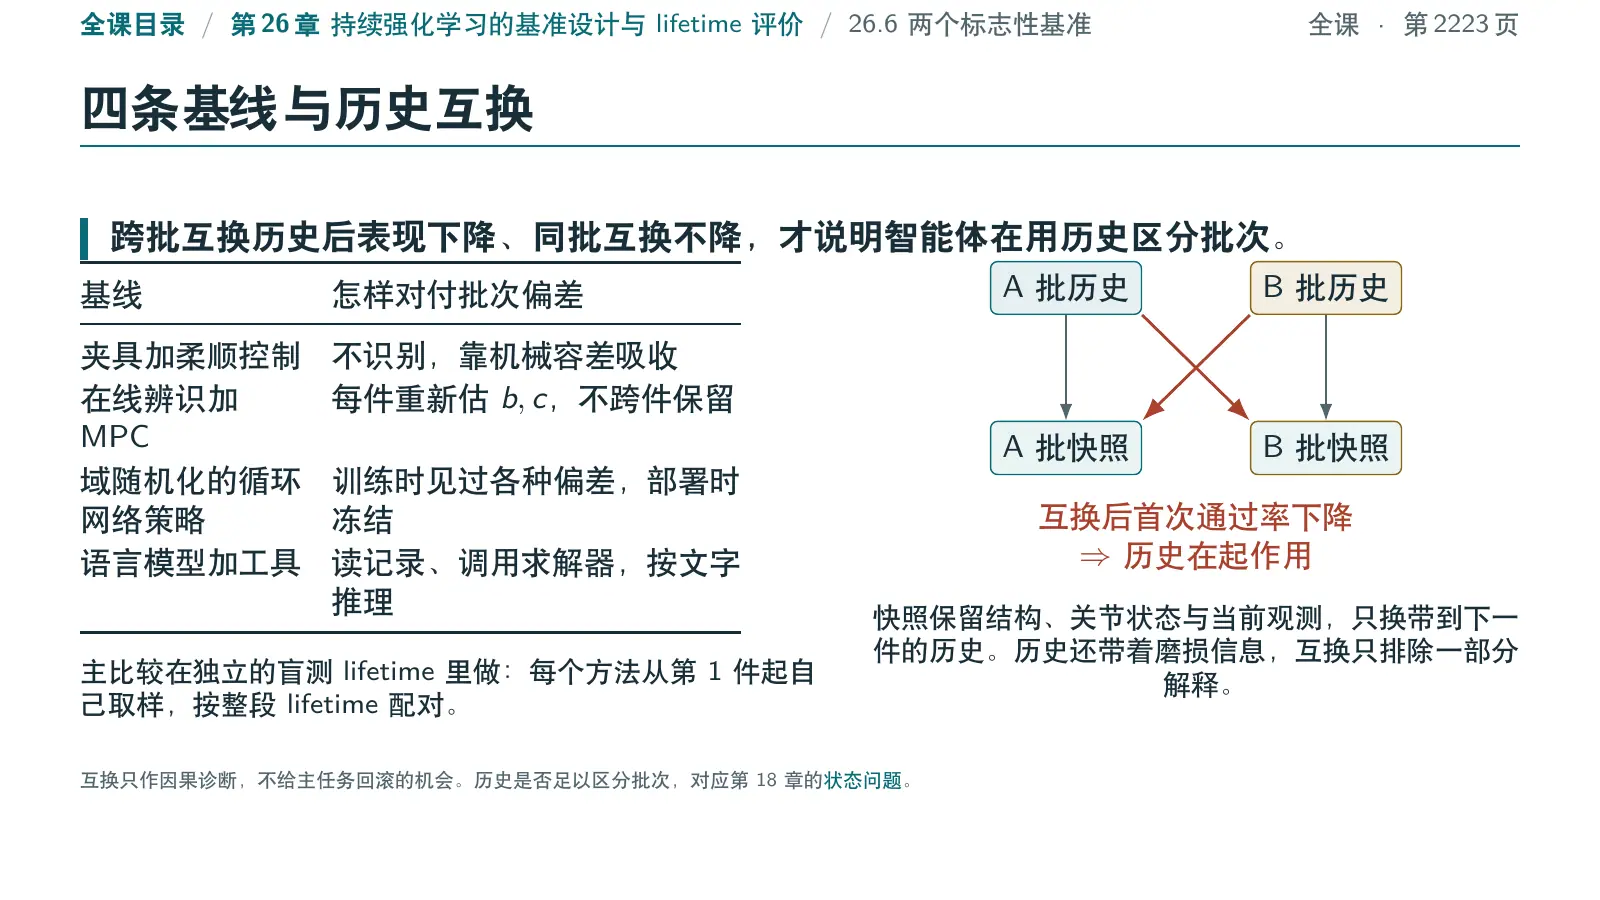 全课目录 / 第 26 章 持续强化学习的基准设计与 lifetime 评价 / 26.6 两个标志性基准
全课 · 第 2223 页
四条基线与历史互换
跨批互换历史后表现下降、同批互换不降，才说明智能体在用历史区分批次。
基线 怎样对付批次偏差
夹具加柔顺控制 不识别，靠机械容差吸收
在线辨识加 每件重新估 b, c，不跨件保留
MPC
域随机化的循环 训练时见过各种偏差，部署时
网络策略 冻结
语言模型加工具 读记录、调用求解器，按文字
推理
主比较在独立的盲测 lifetime 里做：每个方法从第 1 件起自
己取样，按整段 lifetime 配对。
A 批历史 B 批历史
A 批快照 B 批快照
互换后首次通过率下降
⇒ 历史在起作用
快照保留结构、关节状态与当前观测，只换带到下一
件的历史。历史还带着磨损信息，互换只排除一部分
解释。
互换只作因果诊断，不给主任务回滚的机会。历史是否足以区分批次，对应第 18 章的状态问题。